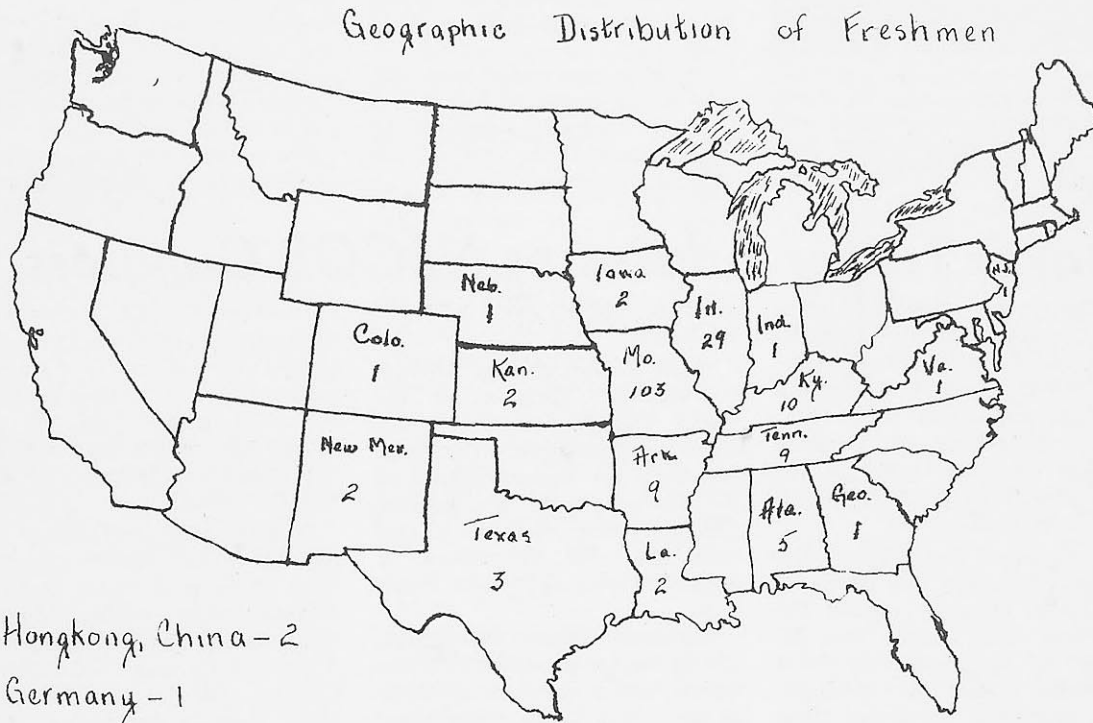 Geographic Distribution of Freshmen
Neb.
1
Iowa
2
Ill.
29
Ind.
1
N.J.
1
Colo.
1
Kan.
2
Mo.
103
Ky.
10
Va.
1
New Mex.
2
Ark.
9
Tenn.
9
Texas
3
La.
2
Ala.
5
Geo.
1
Hongkong, China - 2
Germany - 1